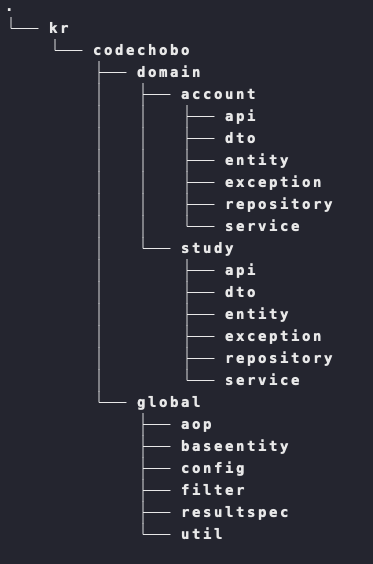 .
└── kr
    └── codechobo
        ├── domain
        │   ├── account
        │   │   ├── api
        │   │   ├── dto
        │   │   ├── entity
        │   │   ├── exception
        │   │   ├── repository
        │   │   └── service
        │   └── study
        │       ├── api
        │       ├── dto
        │       ├── entity
        │       ├── exception
        │       ├── repository
        │       └── service
        └── global
            ├── aop
            ├── baseentity
            ├── config
            ├── filter
            ├── resultspec
            └── util